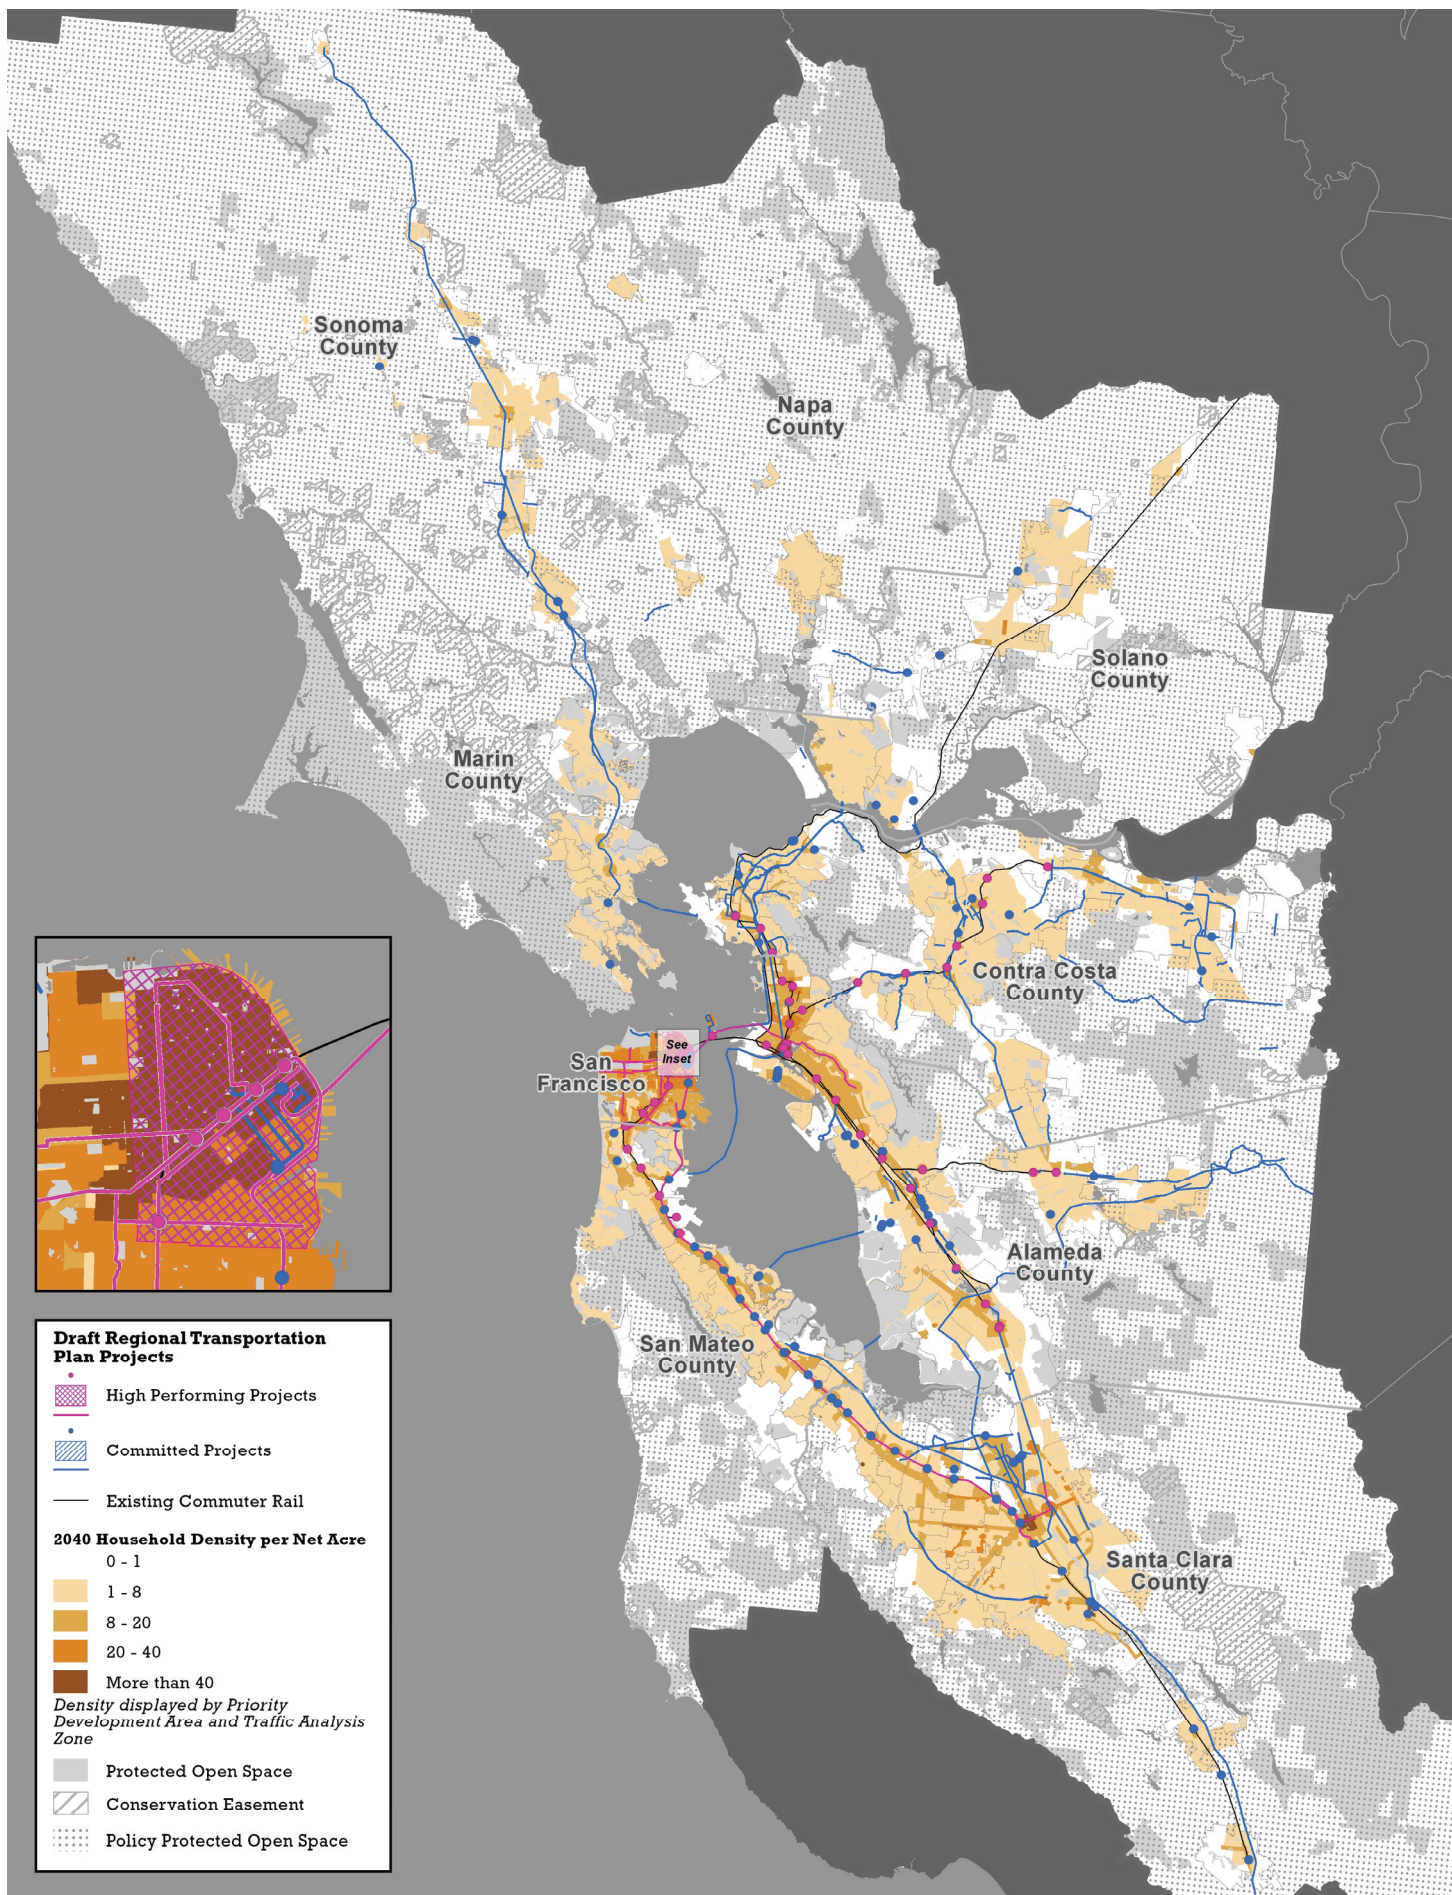 Sonoma
County
Napa
County
Solano
County
Marin
County
Contra Costa
County
See
Inset
San
Francisco
Alameda
County
San Mateo
County
Santa Clara
County
Draft Regional Transportation
Plan Projects
High Performing Projects
Committed Projects
Existing Commuter Rail
2040 Household Density per Net Acre
0 - 1
1 - 8
8 - 20
20 - 40
More than 40
Density displayed by Priority
Development Area and Traffic Analysis
Zone
Protected Open Space
Conservation Easement
Policy Protected Open Space